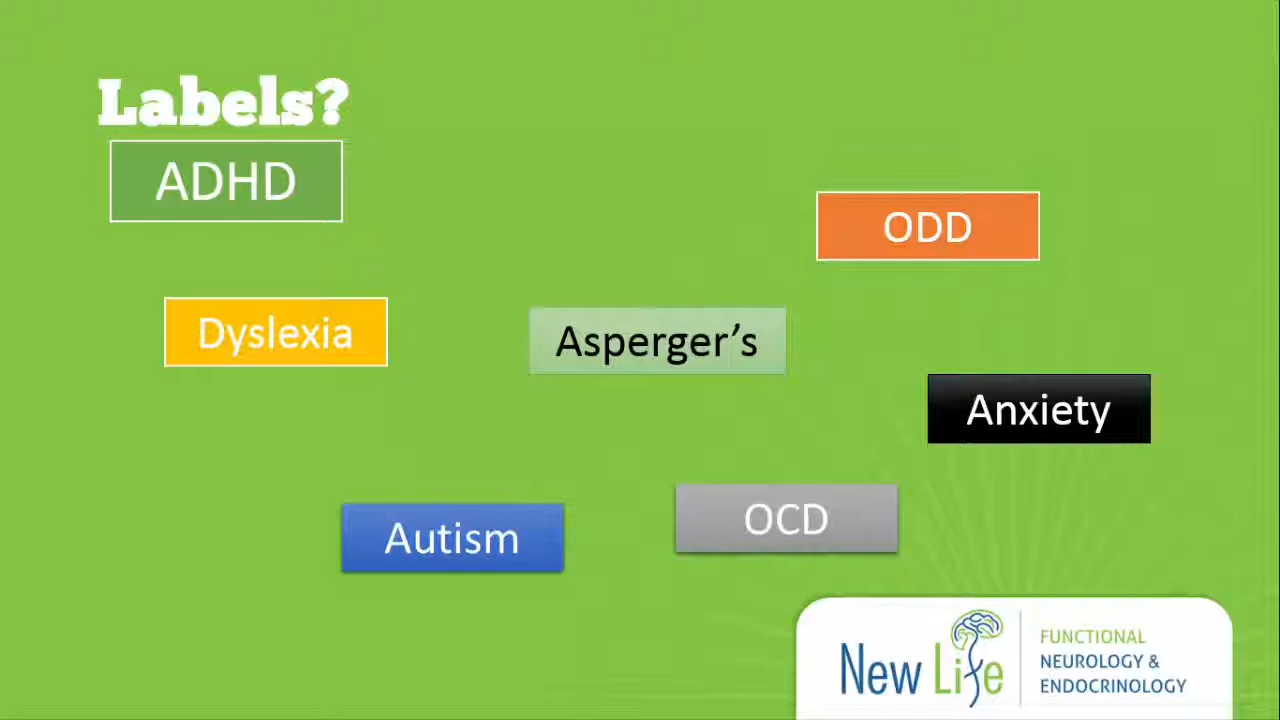 Labels?
ADHD
ODD
Dyslexia
Asperger’s
Anxiety
Autism
OCD
New Life
FUNCTIONAL
NEUROLOGY &
ENDOCRINOLOGY